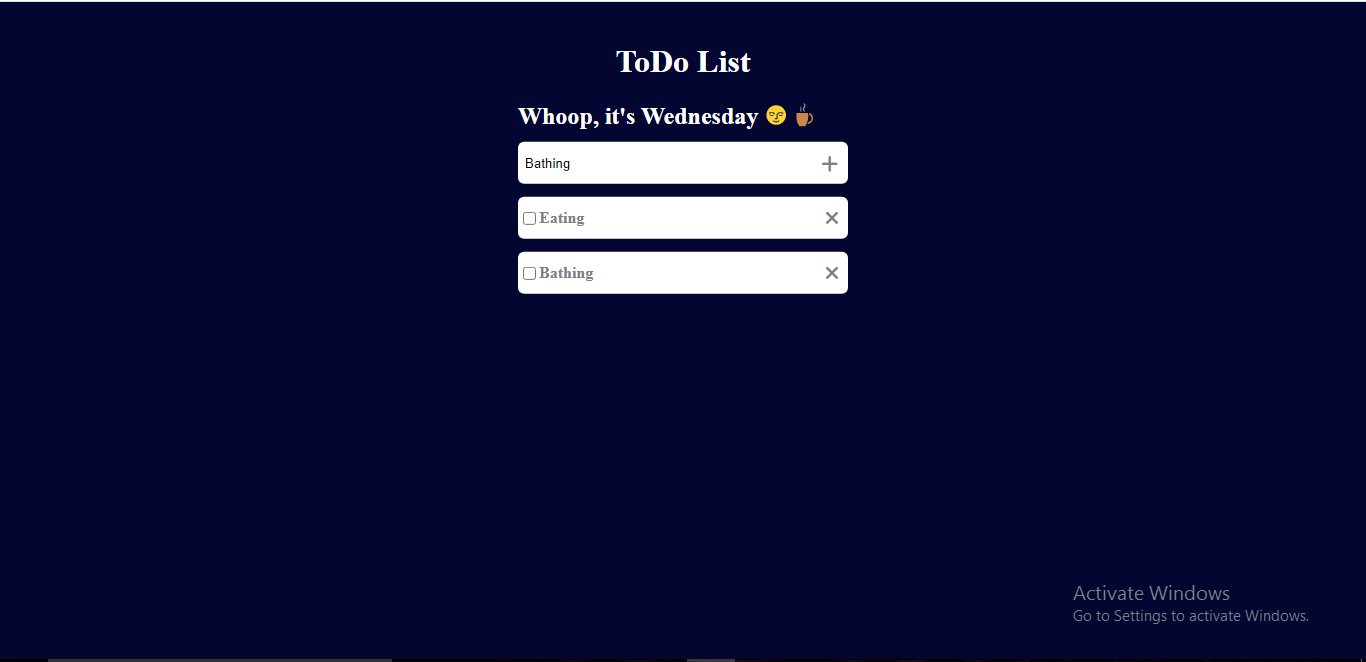 ToDo List
Whoop, it's Wednesday 🌝 ☕
Bathing
Eating
Bathing
Activate Windows
Go to Settings to activate Windows.